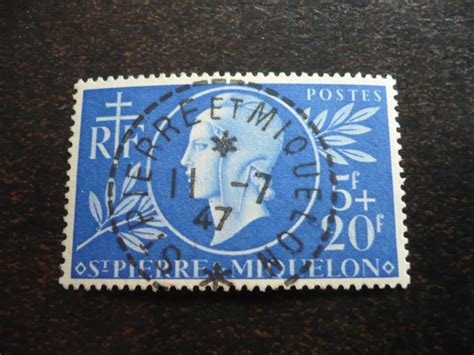 POSTES
RF
ST PIERRE ET MIQUELON
11 -7
47
5F+
20F
ST PIERRE & MIQUELON